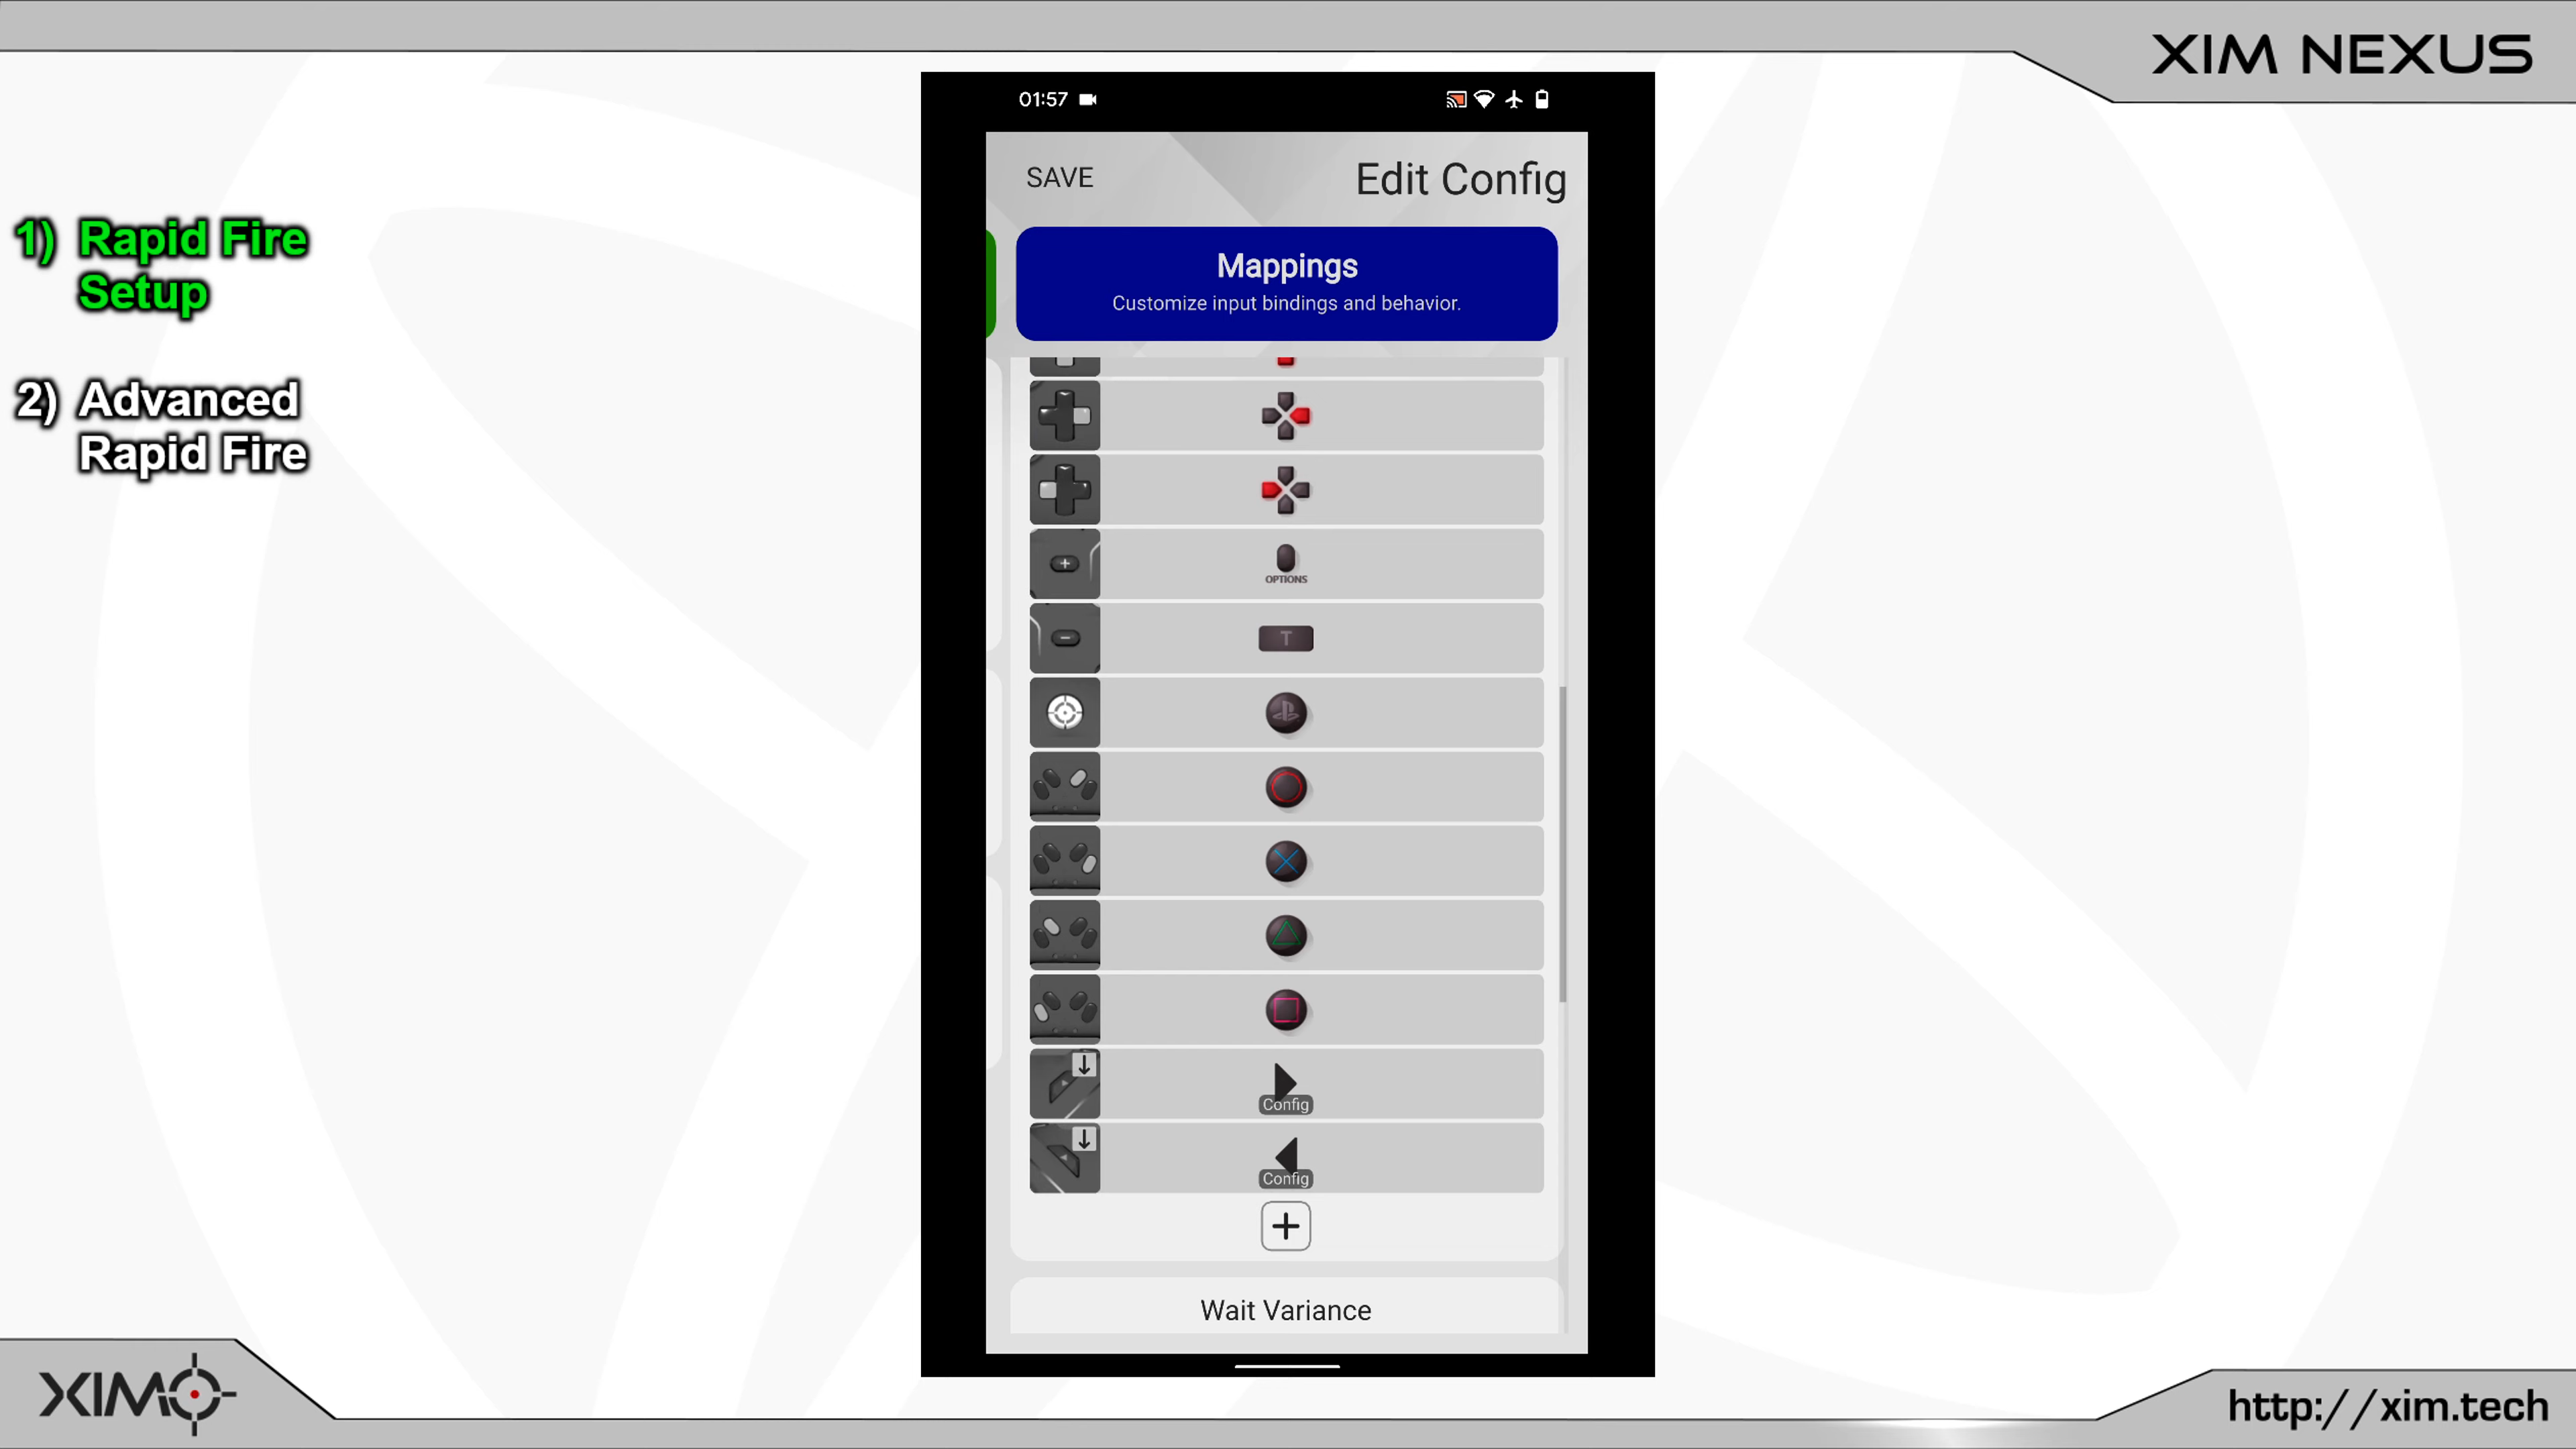 XIM NEXUS
01:57
SAVE
Edit Config
1) Rapid Fire
Setup
Mappings
Customize input bindings and behavior.
2) Advanced
Rapid Fire
OPTIONS
T
Config
Config
Wait Variance
XIM
http://xim.tech